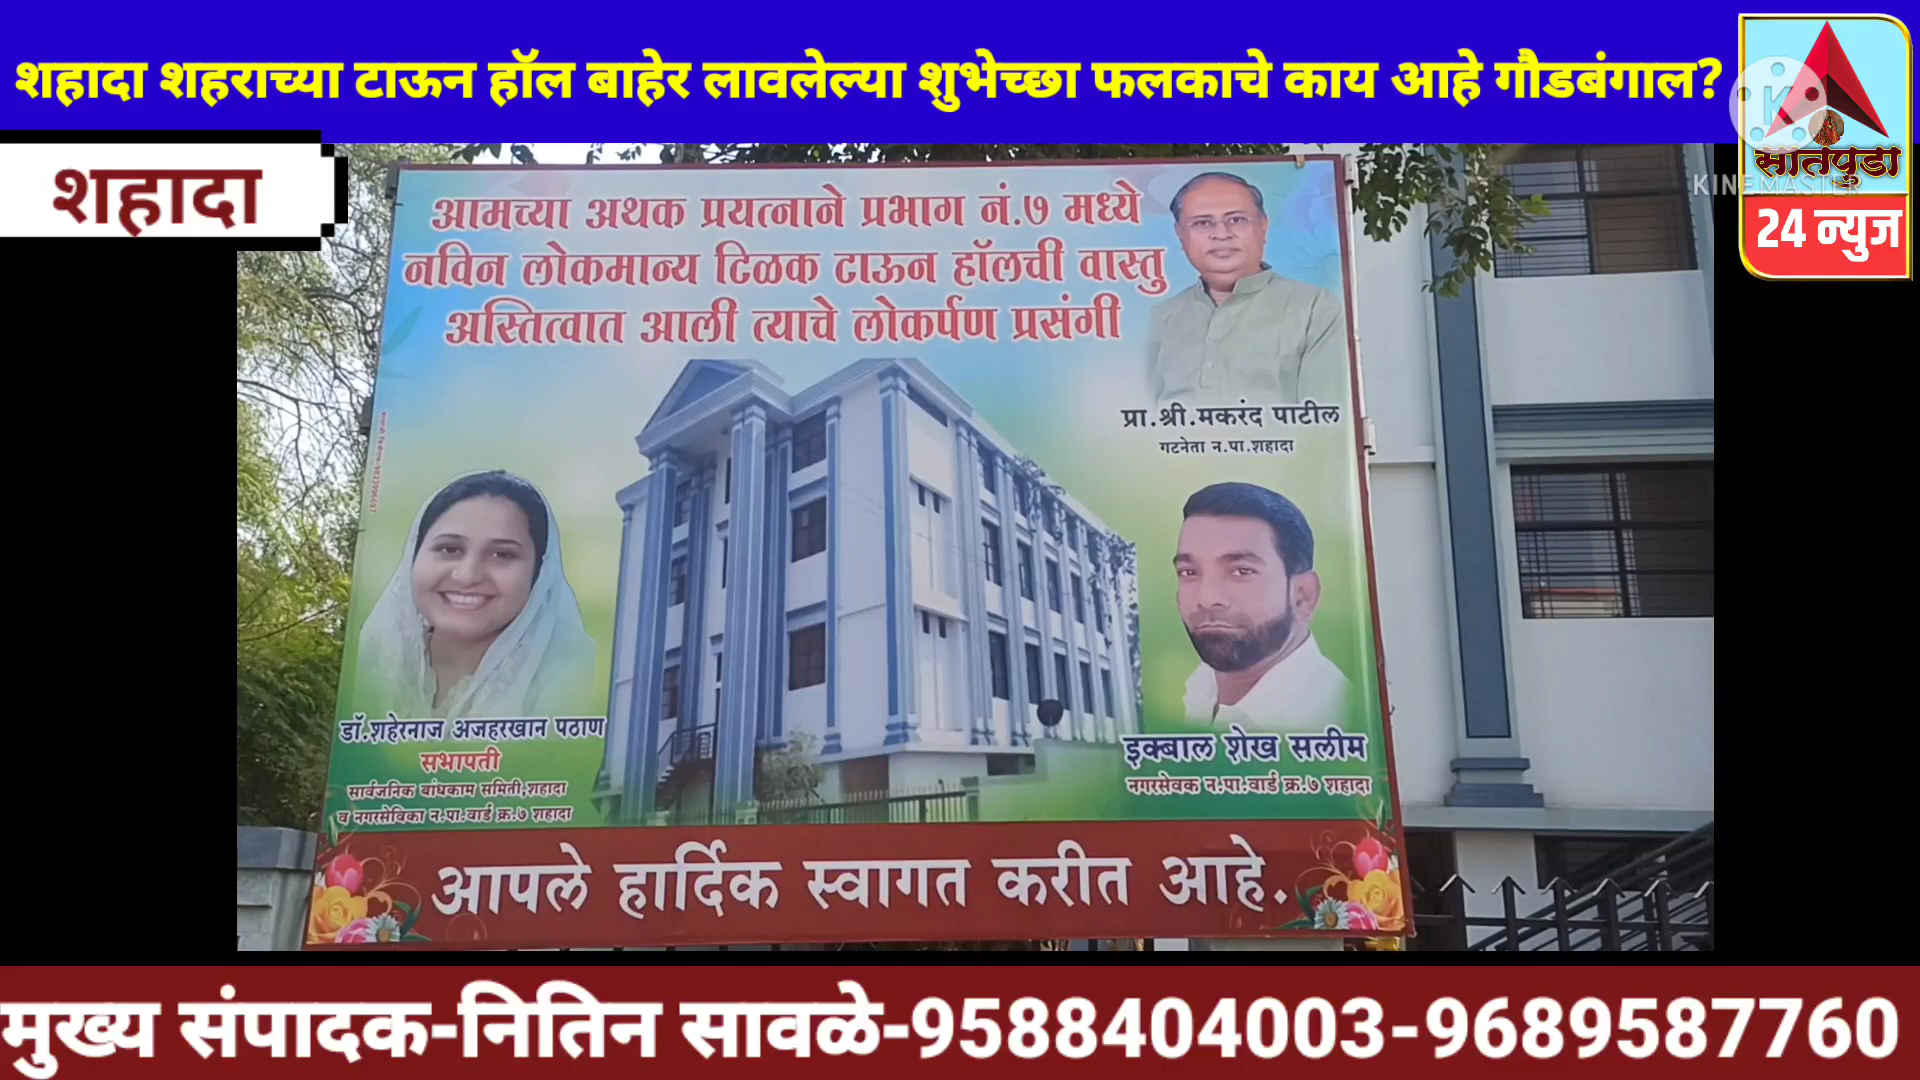 शहादा शहराच्या टाऊन हॉल बाहेर लावलेल्या शुभेच्छा फलकाचे काय आहे गौडबंगाल?
K
सातपुडा
KINEMASTER
24 न्युज
शहादा
आमच्या अथक प्रयत्नाने प्रभाग नं.७ मध्ये
नविन लोकमान्य टिळक टाऊन हॉलची वास्तु
अस्तित्वात आली त्याचे लोकर्पण प्रसंगी
प्रा.श्री.मकरंद पाटील
गटनेता न.पा.शहादा
डॉ.शहेरनाज अजहरखान पठाण
सभापती
सार्वजनिक बांधकाम समिती,शहादा
व नगरसेविका न.पा.वार्ड क्र.७ शहादा
इक्बाल शेख सलीम
नगरसेवक न.पा.वार्ड क्र.७ शहादा
आपले हार्दिक स्वागत करीत आहे.
मुख्य संपादक-नितिन सावळे-9588404003-9689587760